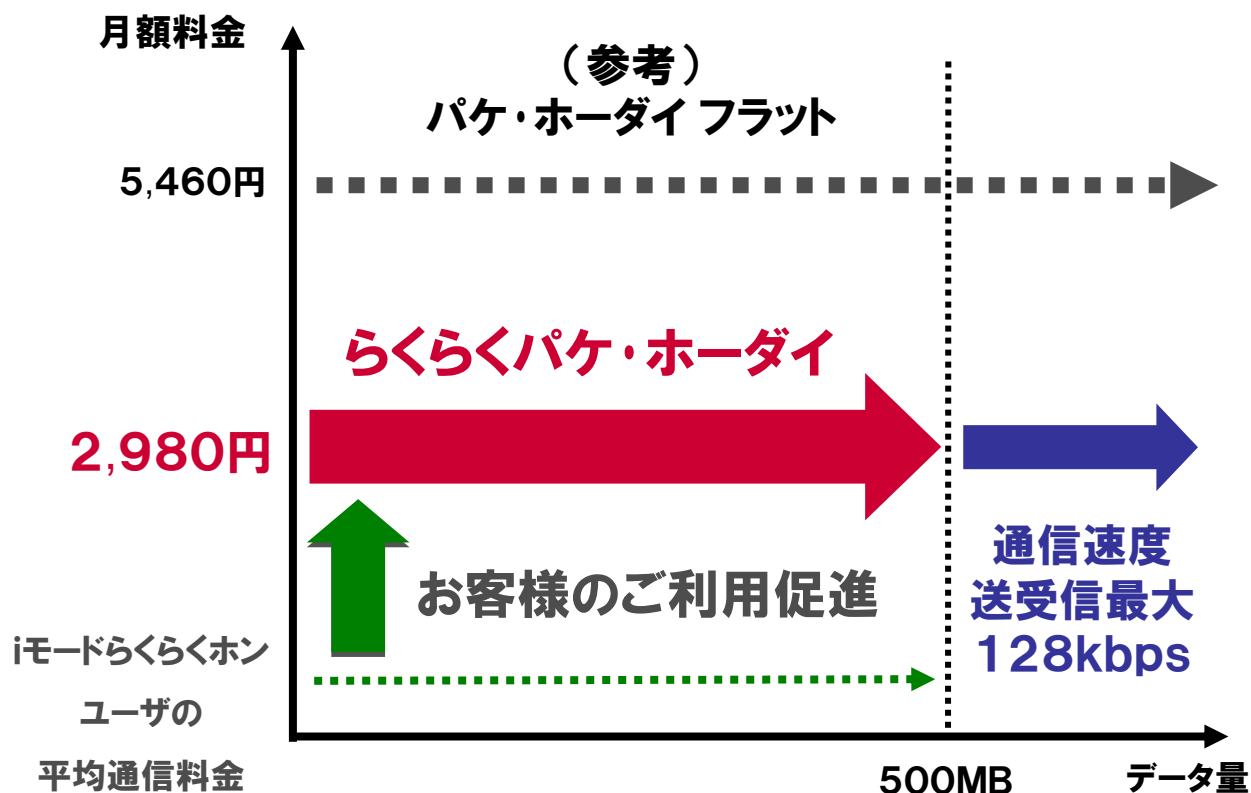 月額料金
（参考）
パケ・ホーダイ フラット
5,460円
らくらくパケ・ホーダイ
2,980円
お客様のご利用促進
通信速度
送受信最大
128kbps
iモードらくらくホン
ユーザの
平均通信料金
500MB
データ量